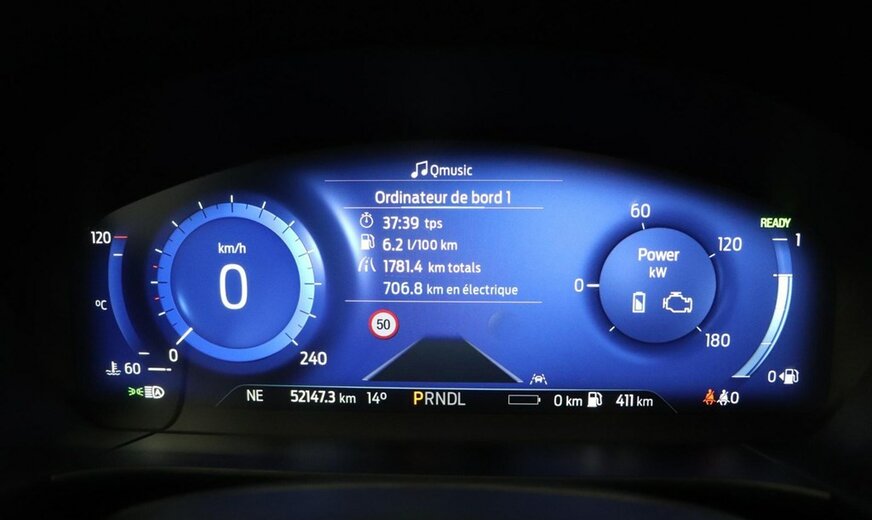 Qmusic
Ordinateur de bord 1
37:39 tps
6.2 l/100 km
1781.4 km totals
706.8 km en électrique
km/h
0
0
240
120
°C
60
50
Power
kW
0
60
120
180
READY
1
0
A
NE 52147.3 km 14° PRNDL 0 km 411 km
0